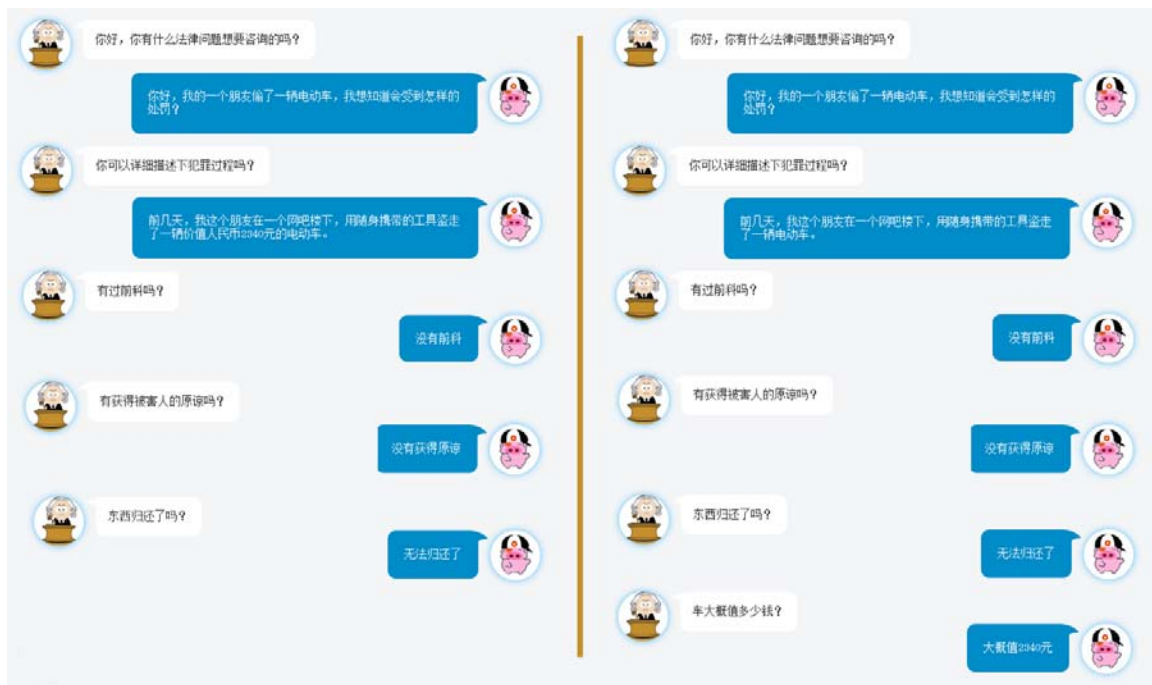 你好，你有什么法律问题想要咨询的吗？
你好，我的一个朋友偷了一辆电动车，我想知道会受到怎样的
处罚？
你可以详细描述下犯罪过程吗？
前几天，我这个朋友在一个网吧楼下，用随身携带的工具盗走
了一辆价值人民币2340元的电动车。
有过前科吗？
没有前科
有获得被害人的原谅吗？
没有获得原谅
东西归还了吗？
无法归还了
你好，你有什么法律问题想要咨询的吗？
你好，我的一个朋友偷了一辆电动车，我想知道会受到怎样的
处罚？
你可以详细描述下犯罪过程吗？
前几天，我这个朋友在一个网吧楼下，用随身携带的工具盗走
了一辆电动车。
有过前科吗？
没有前科
有获得被害人的原谅吗？
没有获得原谅
东西归还了吗？
无法归还了
车大概值多少钱？
大概值2340元